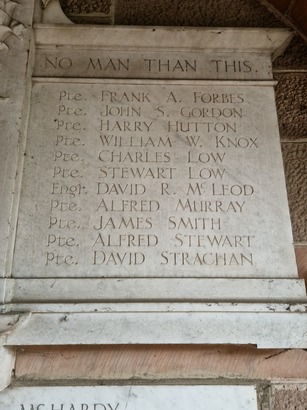 NO MAN THAN THIS.
Pte. FRANK A. FORBES
Pte. JOHN S. GORDON
Pte. HARRY HUTTON
Pte. WILLIAM W. KNOX
Pte. CHARLES LOW
Pte. STEWART LOW
Engr. DAVID R. McLEOD
Pte. ALFRED MURRAY
Pte. JAMES SMITH
Pte. ALFRED STEWART
Pte. DAVID STRACHAN
McHARDY